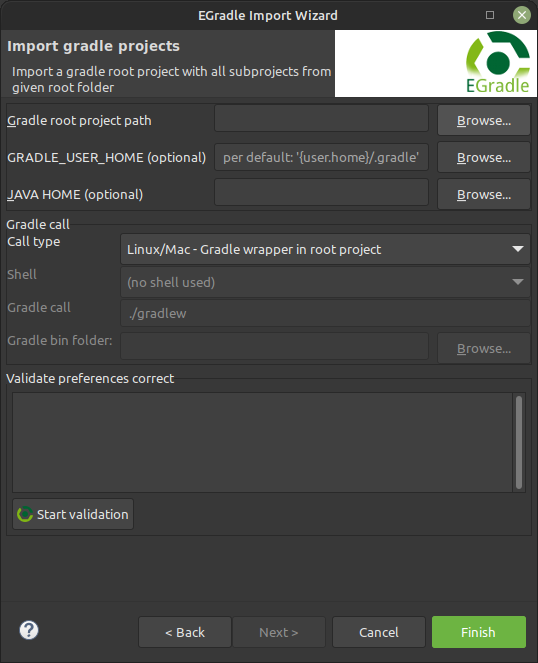 EGradle Import Wizard
Import gradle projects
Import a gradle root project with all subprojects from
given root folder
EGradle
Gradle root project path
Browse...
GRADLE_USER_HOME (optional)
per default: '{user.home}/.gradle'
Browse...
JAVA HOME (optional)
Browse...
Gradle call
Call type
Linux/Mac - Gradle wrapper in root project
Shell
(no shell used)
Gradle call
./gradlew
Gradle bin folder:
Browse...
Validate preferences correct
Start validation
?
< Back
Next >
Cancel
Finish